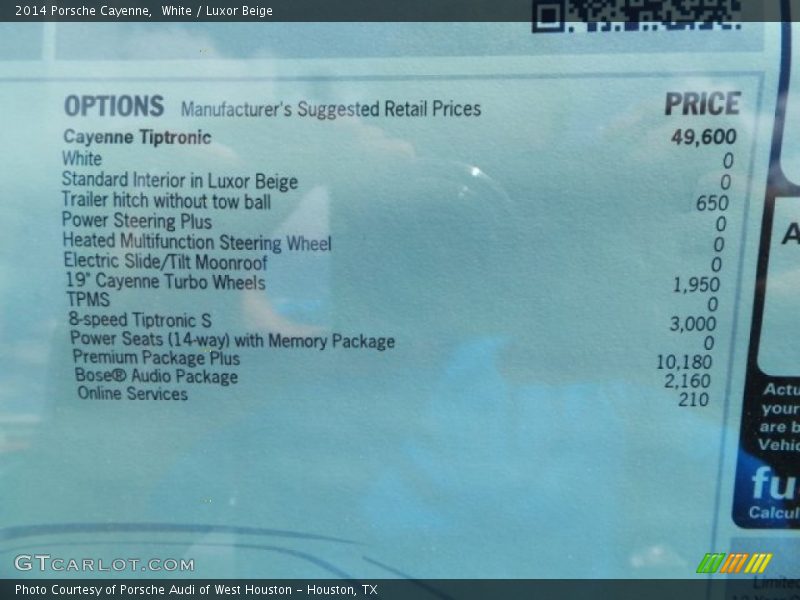 2014 Porsche Cayenne, White / Luxor Beige
OPTIONS Manufacturer's Suggested Retail Prices PRICE
Cayenne Tiptronic 49,600
White 0
Standard Interior in Luxor Beige 0
Trailer hitch without tow ball 650
Power Steering Plus 0
Heated Multifunction Steering Wheel 0
Electric Slide/Tilt Moonroof 0
19" Cayenne Turbo Wheels 1,950
TPMS 0
8-speed Tiptronic S 3,000
Power Seats (14-way) with Memory Package 0
Premium Package Plus 10,180
Bose® Audio Package 2,160
Online Services 210
A
Actu
your
are b
Vehic
fu
Calcul
Limite
GTCARLOT.COM
Photo Courtesy of Porsche Audi of West Houston - Houston, TX